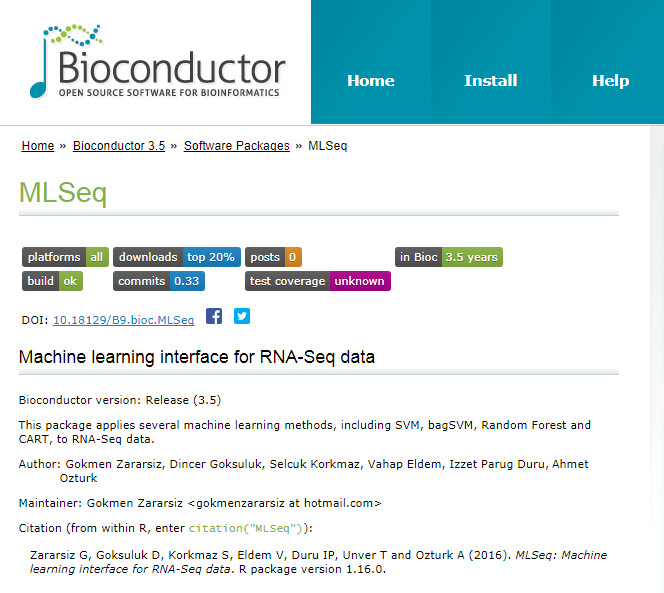 Bioconductor
OPEN SOURCE SOFTWARE FOR BIOINFORMATICS
Home Install Help
Home » Bioconductor 3.5 » Software Packages » MLSeq
MLSeq
platforms all downloads top 20% posts 0 in Bioc 3.5 years
build ok commits 0.33 test coverage unknown
DOI: 10.18129/B9.bioc.MLSeq
Machine learning interface for RNA-Seq data
Bioconductor version: Release (3.5)
This package applies several machine learning methods, including SVM, bagSVM, Random Forest and
CART, to RNA-Seq data.
Author: Gokmen Zararsiz, Dincer Goksuluk, Selcuk Korkmaz, Vahap Eldem, Izzet Parug Duru, Ahmet
Ozturk
Maintainer: Gokmen Zararsiz <gokmenzararsiz at hotmail.com>
Citation (from within R, enter citation("MLSeq")):
Zararsiz G, Goksuluk D, Korkmaz S, Eldem V, Duru IP, Unver T and Ozturk A (2016). MLSeq: Machine
learning interface for RNA-Seq data. R package version 1.16.0.